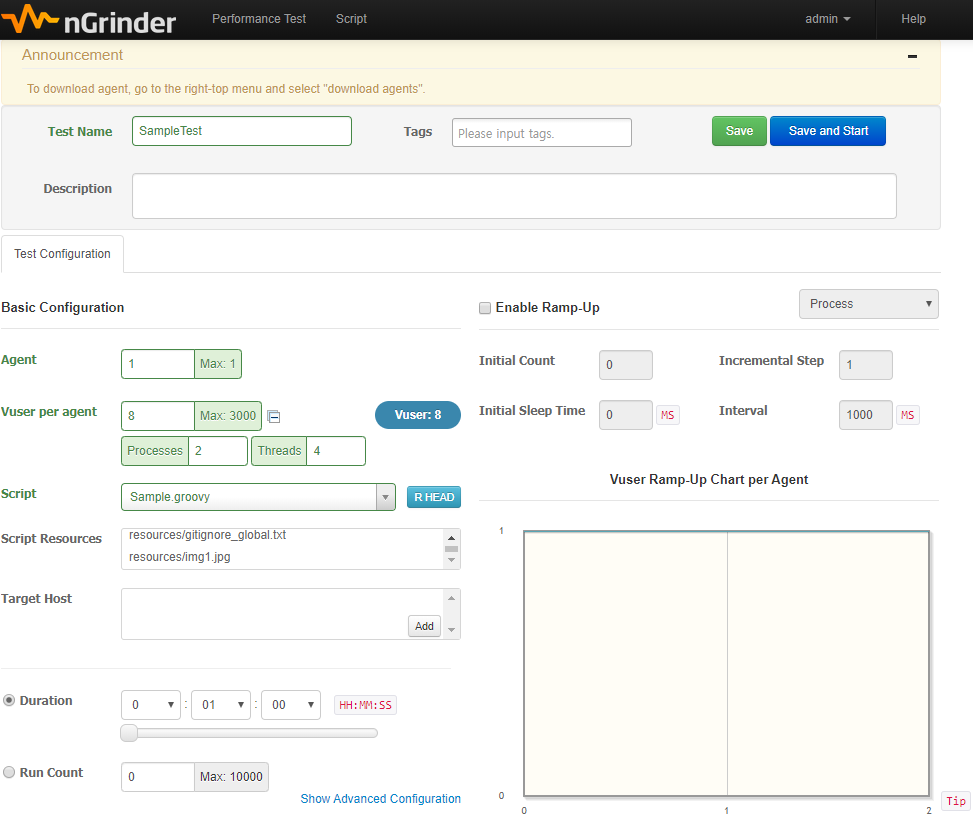 nGrinder Performance Test Script admin Help
Announcement
To download agent, go to the right-top menu and select "download agents".
Test Name SampleTest Tags Please input tags. Save Save and Start
Description
Test Configuration
Basic Configuration
Agent 1 Max: 1
Vuser per agent 8 Max: 3000 Vuser: 8
Processes 2 Threads 4
Script Sample.groovy R HEAD
Script Resources resources/gitignore_global.txt
resources/img1.jpg
Target Host
Add
Duration 0 : 01 : 00 HH:MM:SS
Run Count 0 Max: 10000
Show Advanced Configuration
Enable Ramp-Up Process
Initial Count 0 Incremental Step 1
Initial Sleep Time 0 MS Interval 1000 MS
Vuser Ramp-Up Chart per Agent
1
0
0 1 2
Tip